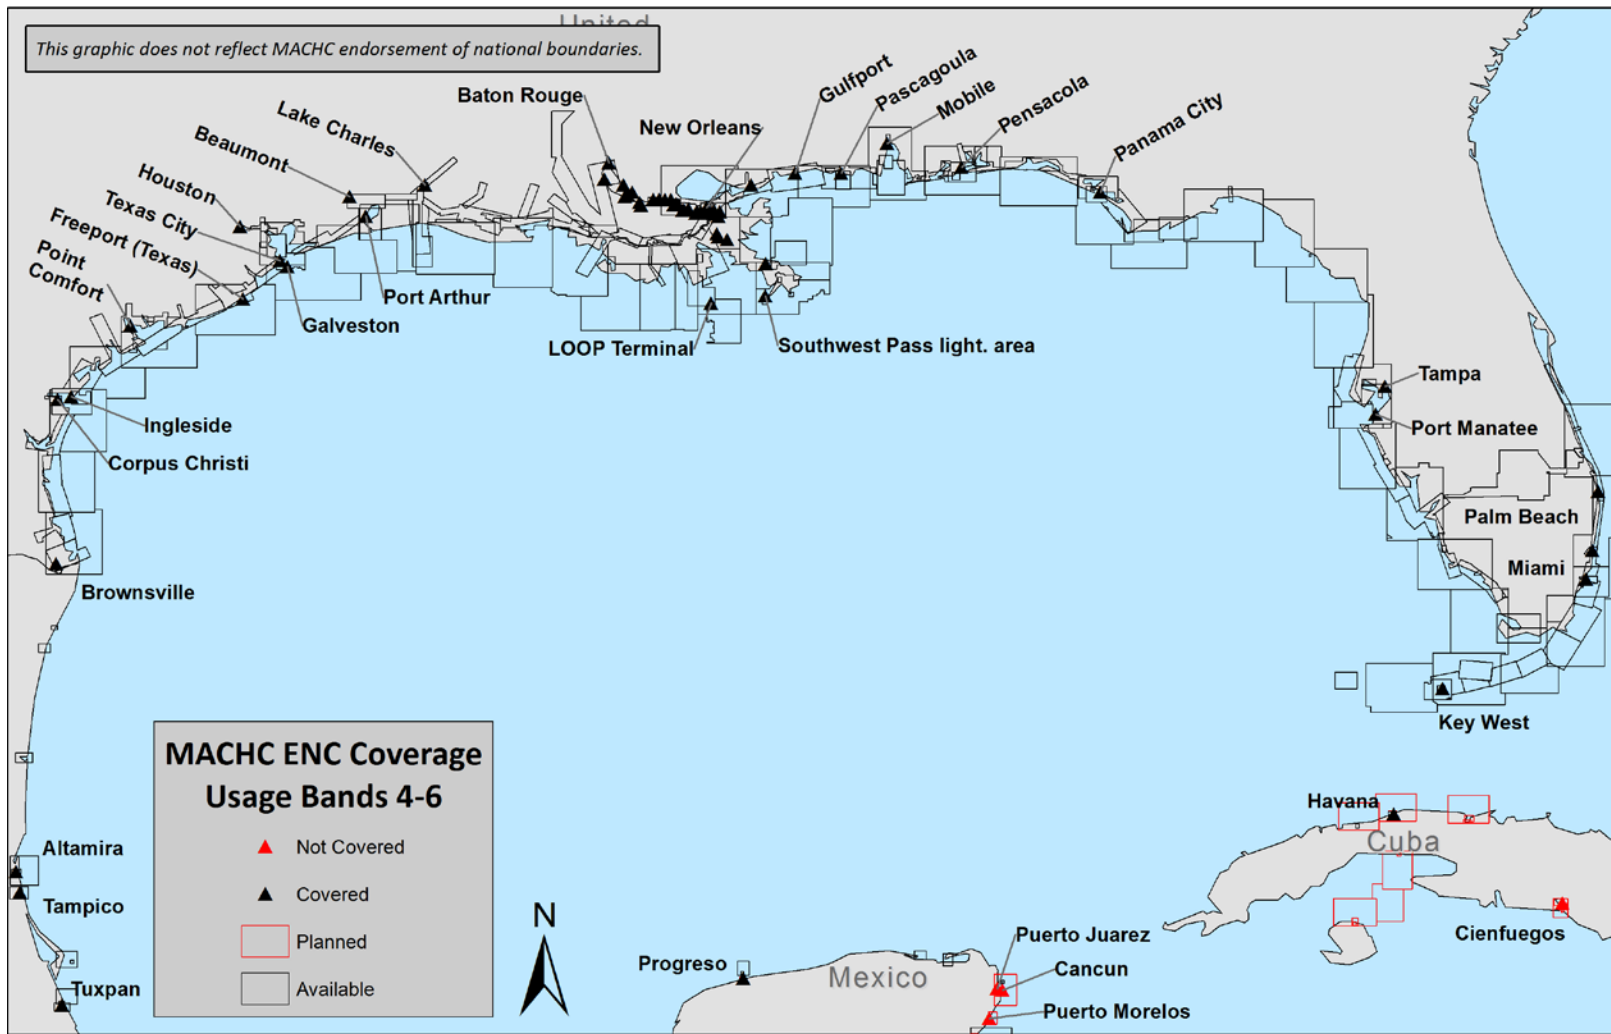 United
This graphic does not reflect MACHC endorsement of national boundaries.
Baton Rouge
New Orleans
Gulfport
Pascagoula
Mobile
Pensacola
Panama City
Lake Charles
Beaumont
Houston
Texas City
Freeport (Texas)
Point
Comfort
Port Arthur
Galveston
LOOP Terminal
Southwest Pass light. area
Ingleside
Corpus Christi
Brownsville
Tampa
Port Manatee
Palm Beach
Miami
Key West
Havana
Cuba
Cienfuegos
Altamira
Tampico
Tuxpan
MACHC ENC Coverage
Usage Bands 4-6
Not Covered
Covered
Planned
Available
N
Progreso
Mexico
Puerto Juarez
Cancun
Puerto Morelos